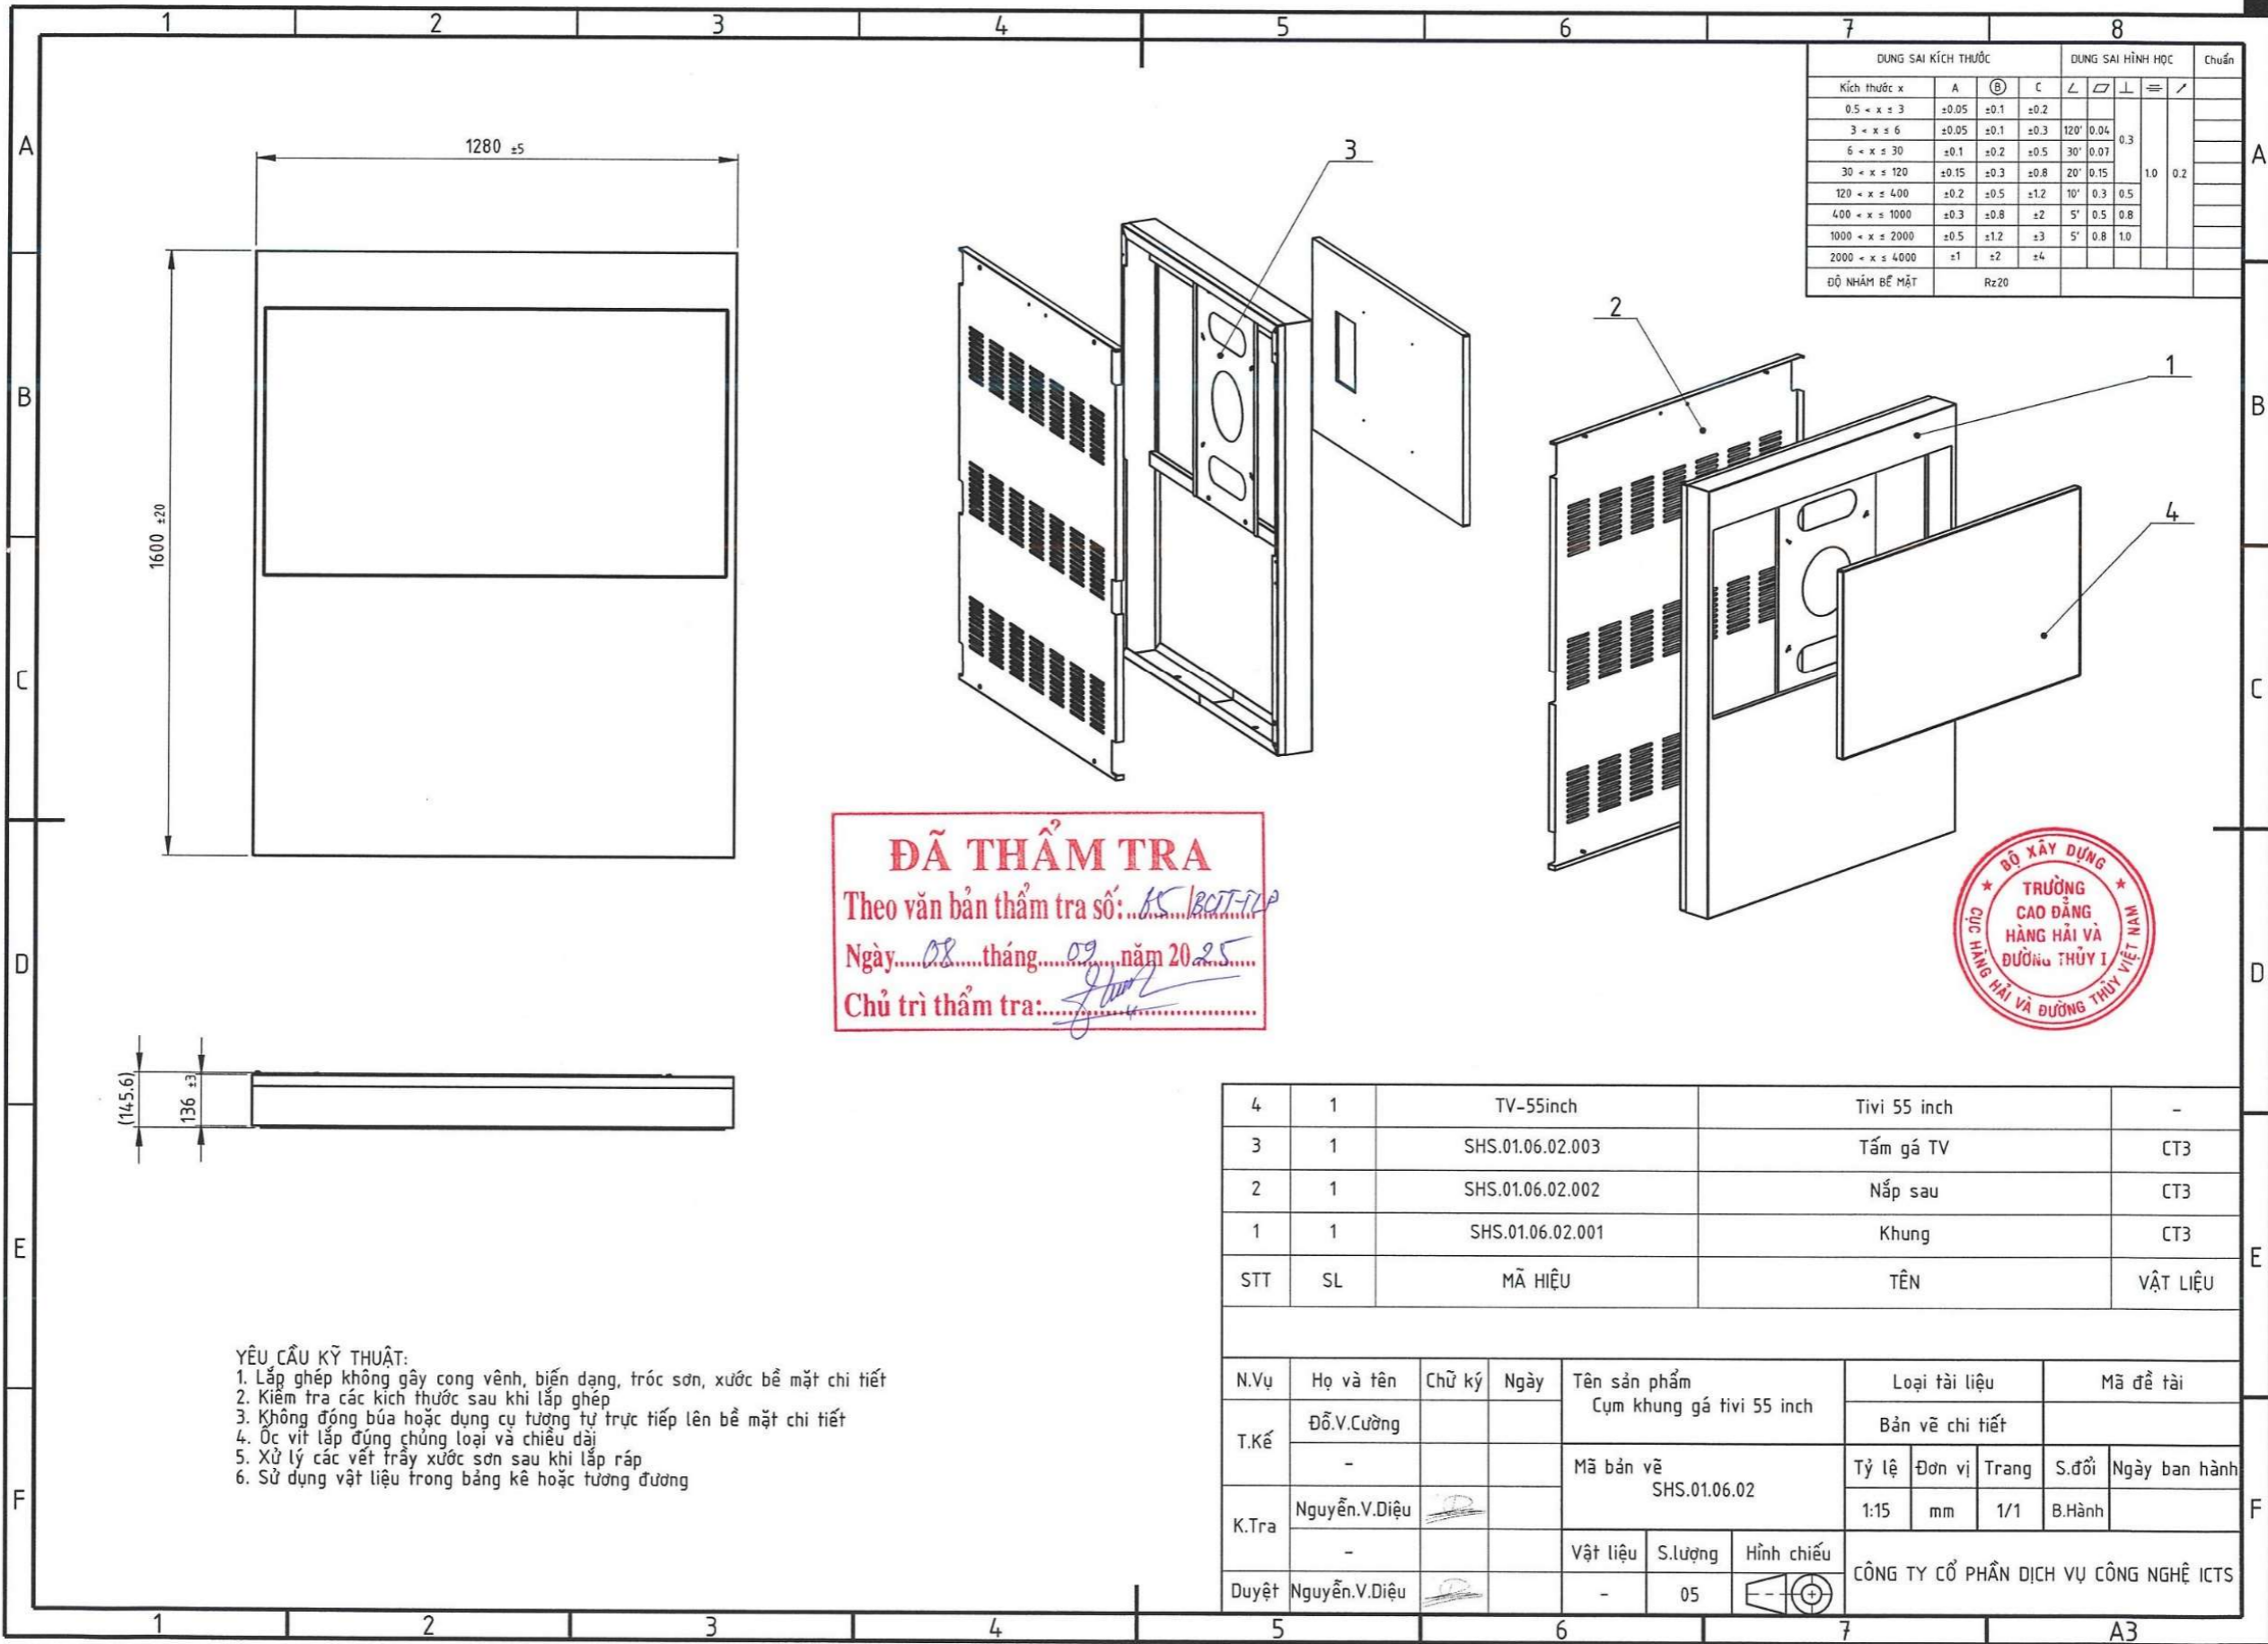 1 2 3 4 5 6 7 8
A
B
C
D
E
F
A
B
C
D
E
F
DUNG SAI KÍCH THƯỚC DUNG SAI HÌNH HỌC Chuẩn
Kích thước x A B C ∠ ▱ ⊥ ⌯ ↗
0.5 < x ≤ 3 ±0.05 ±0.1 ±0.2
3 < x ≤ 6 ±0.05 ±0.1 ±0.3 120' 0.04 0.3
6 < x ≤ 30 ±0.1 ±0.2 ±0.5 30' 0.07
30 < x ≤ 120 ±0.15 ±0.3 ±0.8 20' 0.15 1.0 0.2
120 < x ≤ 400 ±0.2 ±0.5 ±1.2 10' 0.3 0.5
400 < x ≤ 1000 ±0.3 ±0.8 ±2 5' 0.5 0.8
1000 < x ≤ 2000 ±0.5 ±1.2 ±3 5' 0.8 1.0
2000 < x ≤ 4000 ±1 ±2 ±4
ĐỘ NHÁM BỀ MẶT Rz20
1280 ±5
1600 ±20
3
2
1
4
ĐÃ THẨM TRA
Theo văn bản thẩm tra số: /BCTT-TLP
Ngày 08 tháng 09 năm 2025
Chủ trì thẩm tra:
BỘ XÂY DỰNG
TRƯỜNG
CAO ĐẲNG
HÀNG HẢI VÀ
ĐƯỜNG THỦY I
CỤC HÀNG HẢI VÀ ĐƯỜNG THỦY VIỆT NAM
(145.6)
136 ±3
4 1 TV-55inch Tivi 55 inch -
3 1 SHS.01.06.02.003 Tấm gá TV CT3
2 1 SHS.01.06.02.002 Nắp sau CT3
1 1 SHS.01.06.02.001 Khung CT3
STT SL MÃ HIỆU TÊN VẬT LIỆU
YÊU CẦU KỸ THUẬT:
1. Lắp ghép không gây cong vênh, biến dạng, tróc sơn, xước bề mặt chi tiết
2. Kiểm tra các kích thước sau khi lắp ghép
3. Không đóng búa hoặc dụng cụ tương tự trực tiếp lên bề mặt chi tiết
4. Ốc vít lắp đúng chủng loại và chiều dài
5. Xử lý các vết trầy xước sơn sau khi lắp ráp
6. Sử dụng vật liệu trong bảng kê hoặc tương đương
N.Vụ Họ và tên Chữ ký Ngày
T.Kế Đỗ.V.Cường
-
K.Tra Nguyễn.V.Diệu
-
Duyệt Nguyễn.V.Diệu
Tên sản phẩm
Cụm khung gá tivi 55 inch
Mã bản vẽ
SHS.01.06.02
Vật liệu S.lượng Hình chiếu
- 05
Loại tài liệu Mã đề tài
Bản vẽ chi tiết
Tỷ lệ Đơn vị Trang S.đổi Ngày ban hành
1:15 mm 1/1 B.Hành
CÔNG TY CỔ PHẦN DỊCH VỤ CÔNG NGHỆ ICTS
1 2 3 4 5 6 7 A3